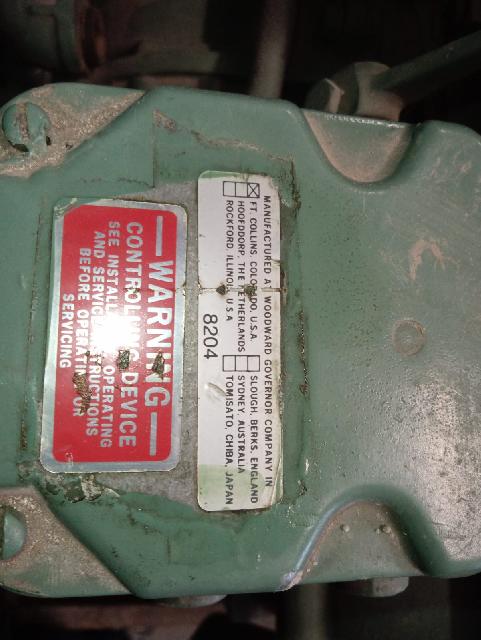 WARNING
CONTROLLING DEVICE
SEE INSTALL OPERATING
AND SERVICE INSTRUCTIONS
BEFORE OPERATING OR
SERVICING
MANUFACTURED AT WOODWARD GOVERNOR COMPANY IN
FT. COLLINS, COLORADO, U.S.A.
HOOFDDORP, THE NETHERLANDS
ROCKFORD, ILLINOIS, U.S.A
SLOUGH, BERKS, ENGLAND
SYDNEY, AUSTRALIA
TOMISATO, CHIBA, JAPAN
8204